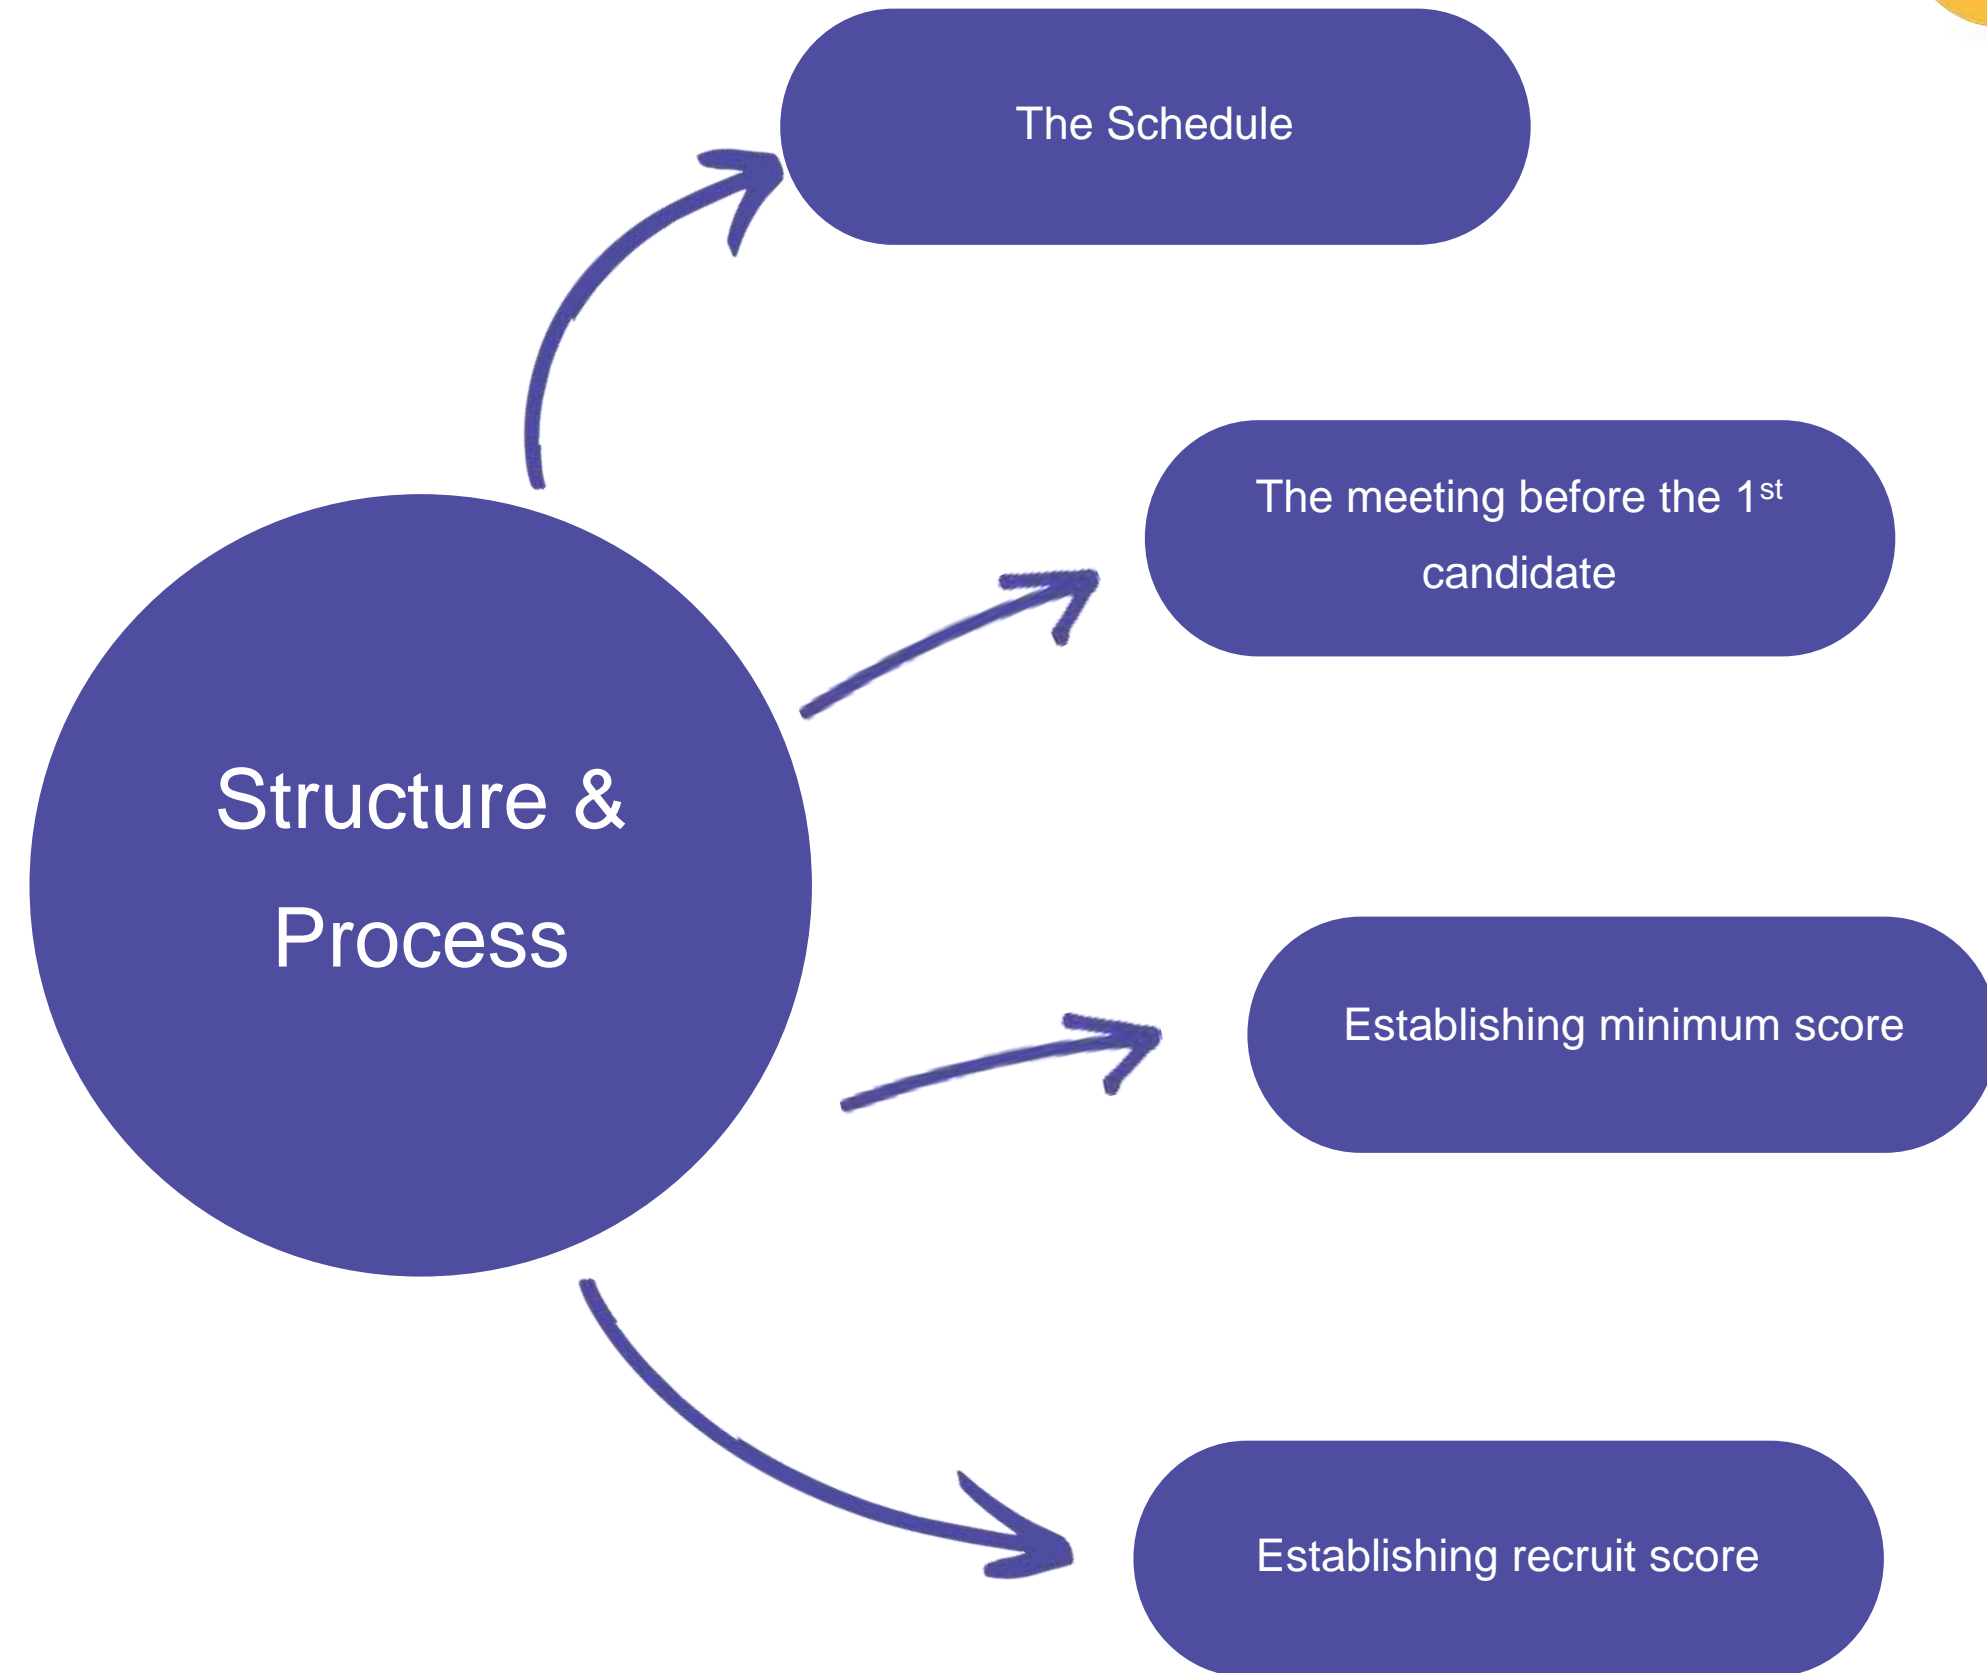 The Schedule
The meeting before the 1st
candidate
Structure &
Process
Establishing minimum score
Establishing recruit score